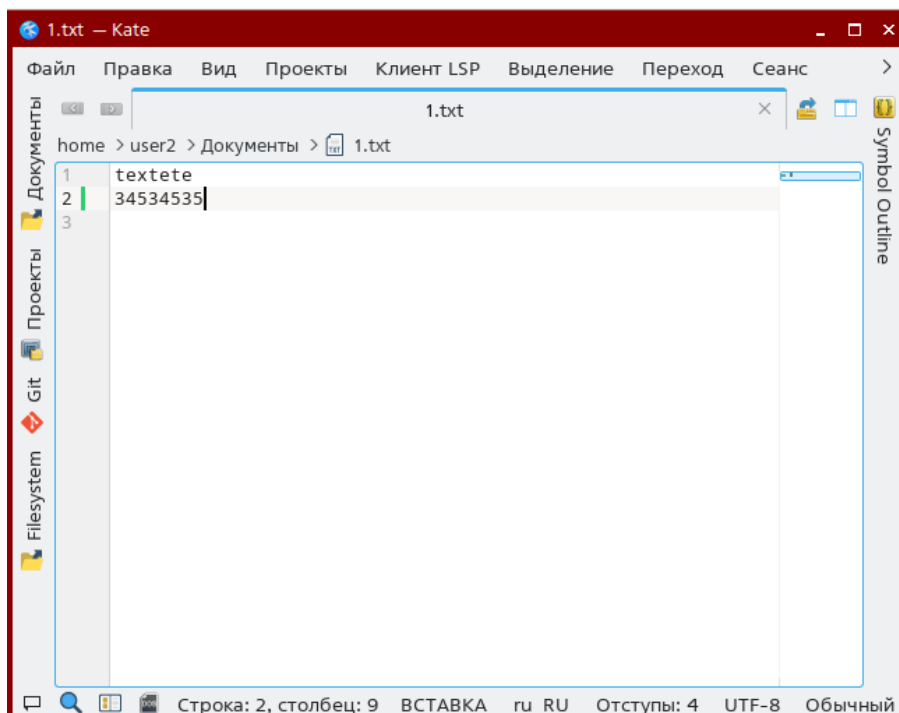 1.txt — Kate
Файл Правка Вид Проекты Клиент LSP Выделение Переход Сеанс >
1.txt
home > user2 > Документы > 1.txt
1 textete
2 34534535
3
Документы
Проекты
Git
Filesystem
Symbol Outline
Строка: 2, столбец: 9 ВСТАВКА ru_RU Отступы: 4 UTF-8 Обычный